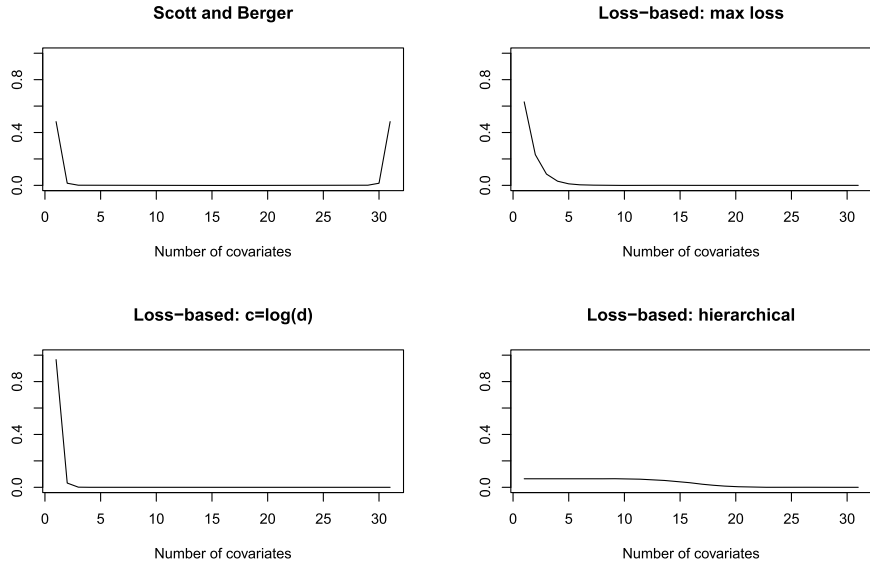 Scott and Berger
0.8
0.4
0.0
0 5 10 15 20 25 30
Number of covariates
Loss−based: max loss
0.8
0.4
0.0
0 5 10 15 20 25 30
Number of covariates
Loss−based: c=log(d)
0.8
0.4
0.0
0 5 10 15 20 25 30
Number of covariates
Loss−based: hierarchical
0.8
0.4
0.0
0 5 10 15 20 25 30
Number of covariates